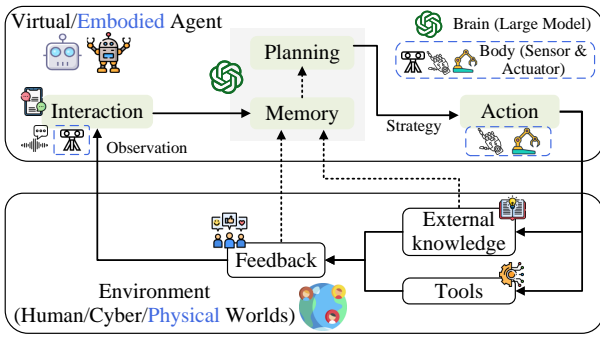 Virtual/Embodied Agent
Brain (Large Model)
Planning
Body (Sensor &
Actuator)
Interaction
Memory
Action
Strategy
Observation
External
knowledge
Feedback
Tools
Environment
(Human/Cyber/Physical Worlds)